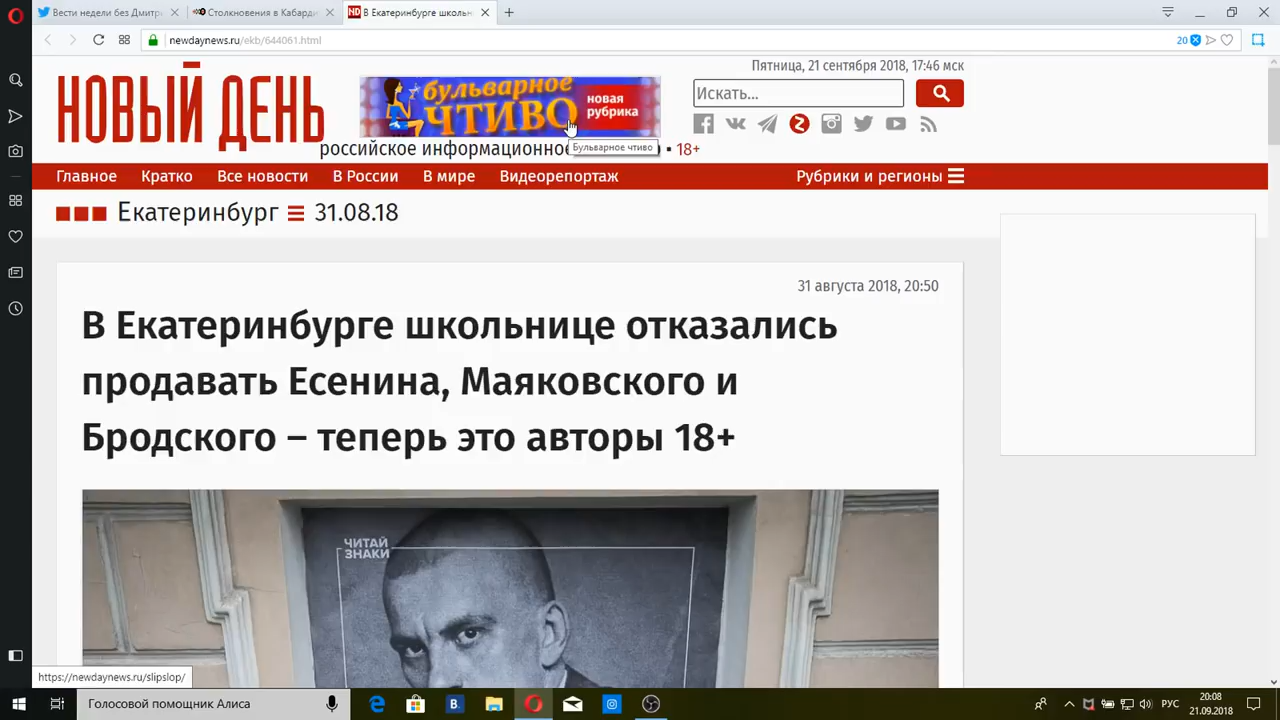 Вести недели без Дмитр
Столкновения в Кабарди
В Екатеринбурге школьн
newdaynews.ru/ekb/644061.html
20
НОВЫЙ ДЕНЬ
бульварное
ЧТИВО
новая
рубрика
Бульварное чтиво
российское информационное
• 18+
Пятница, 21 сентября 2018, 17:46 мск
Искать...
Главное Кратко Все новости В России В мире Видеорепортаж Рубрики и регионы
Екатеринбург 31.08.18
31 августа 2018, 20:50
В Екатеринбурге школьнице отказались
продавать Есенина, Маяковского и
Бродского – теперь это авторы 18+
ЧИТАЙ
ЗНАКИ
https://newdaynews.ru/slipslop/
Голосовой помощник Алиса
РУС
20:08
21.09.2018